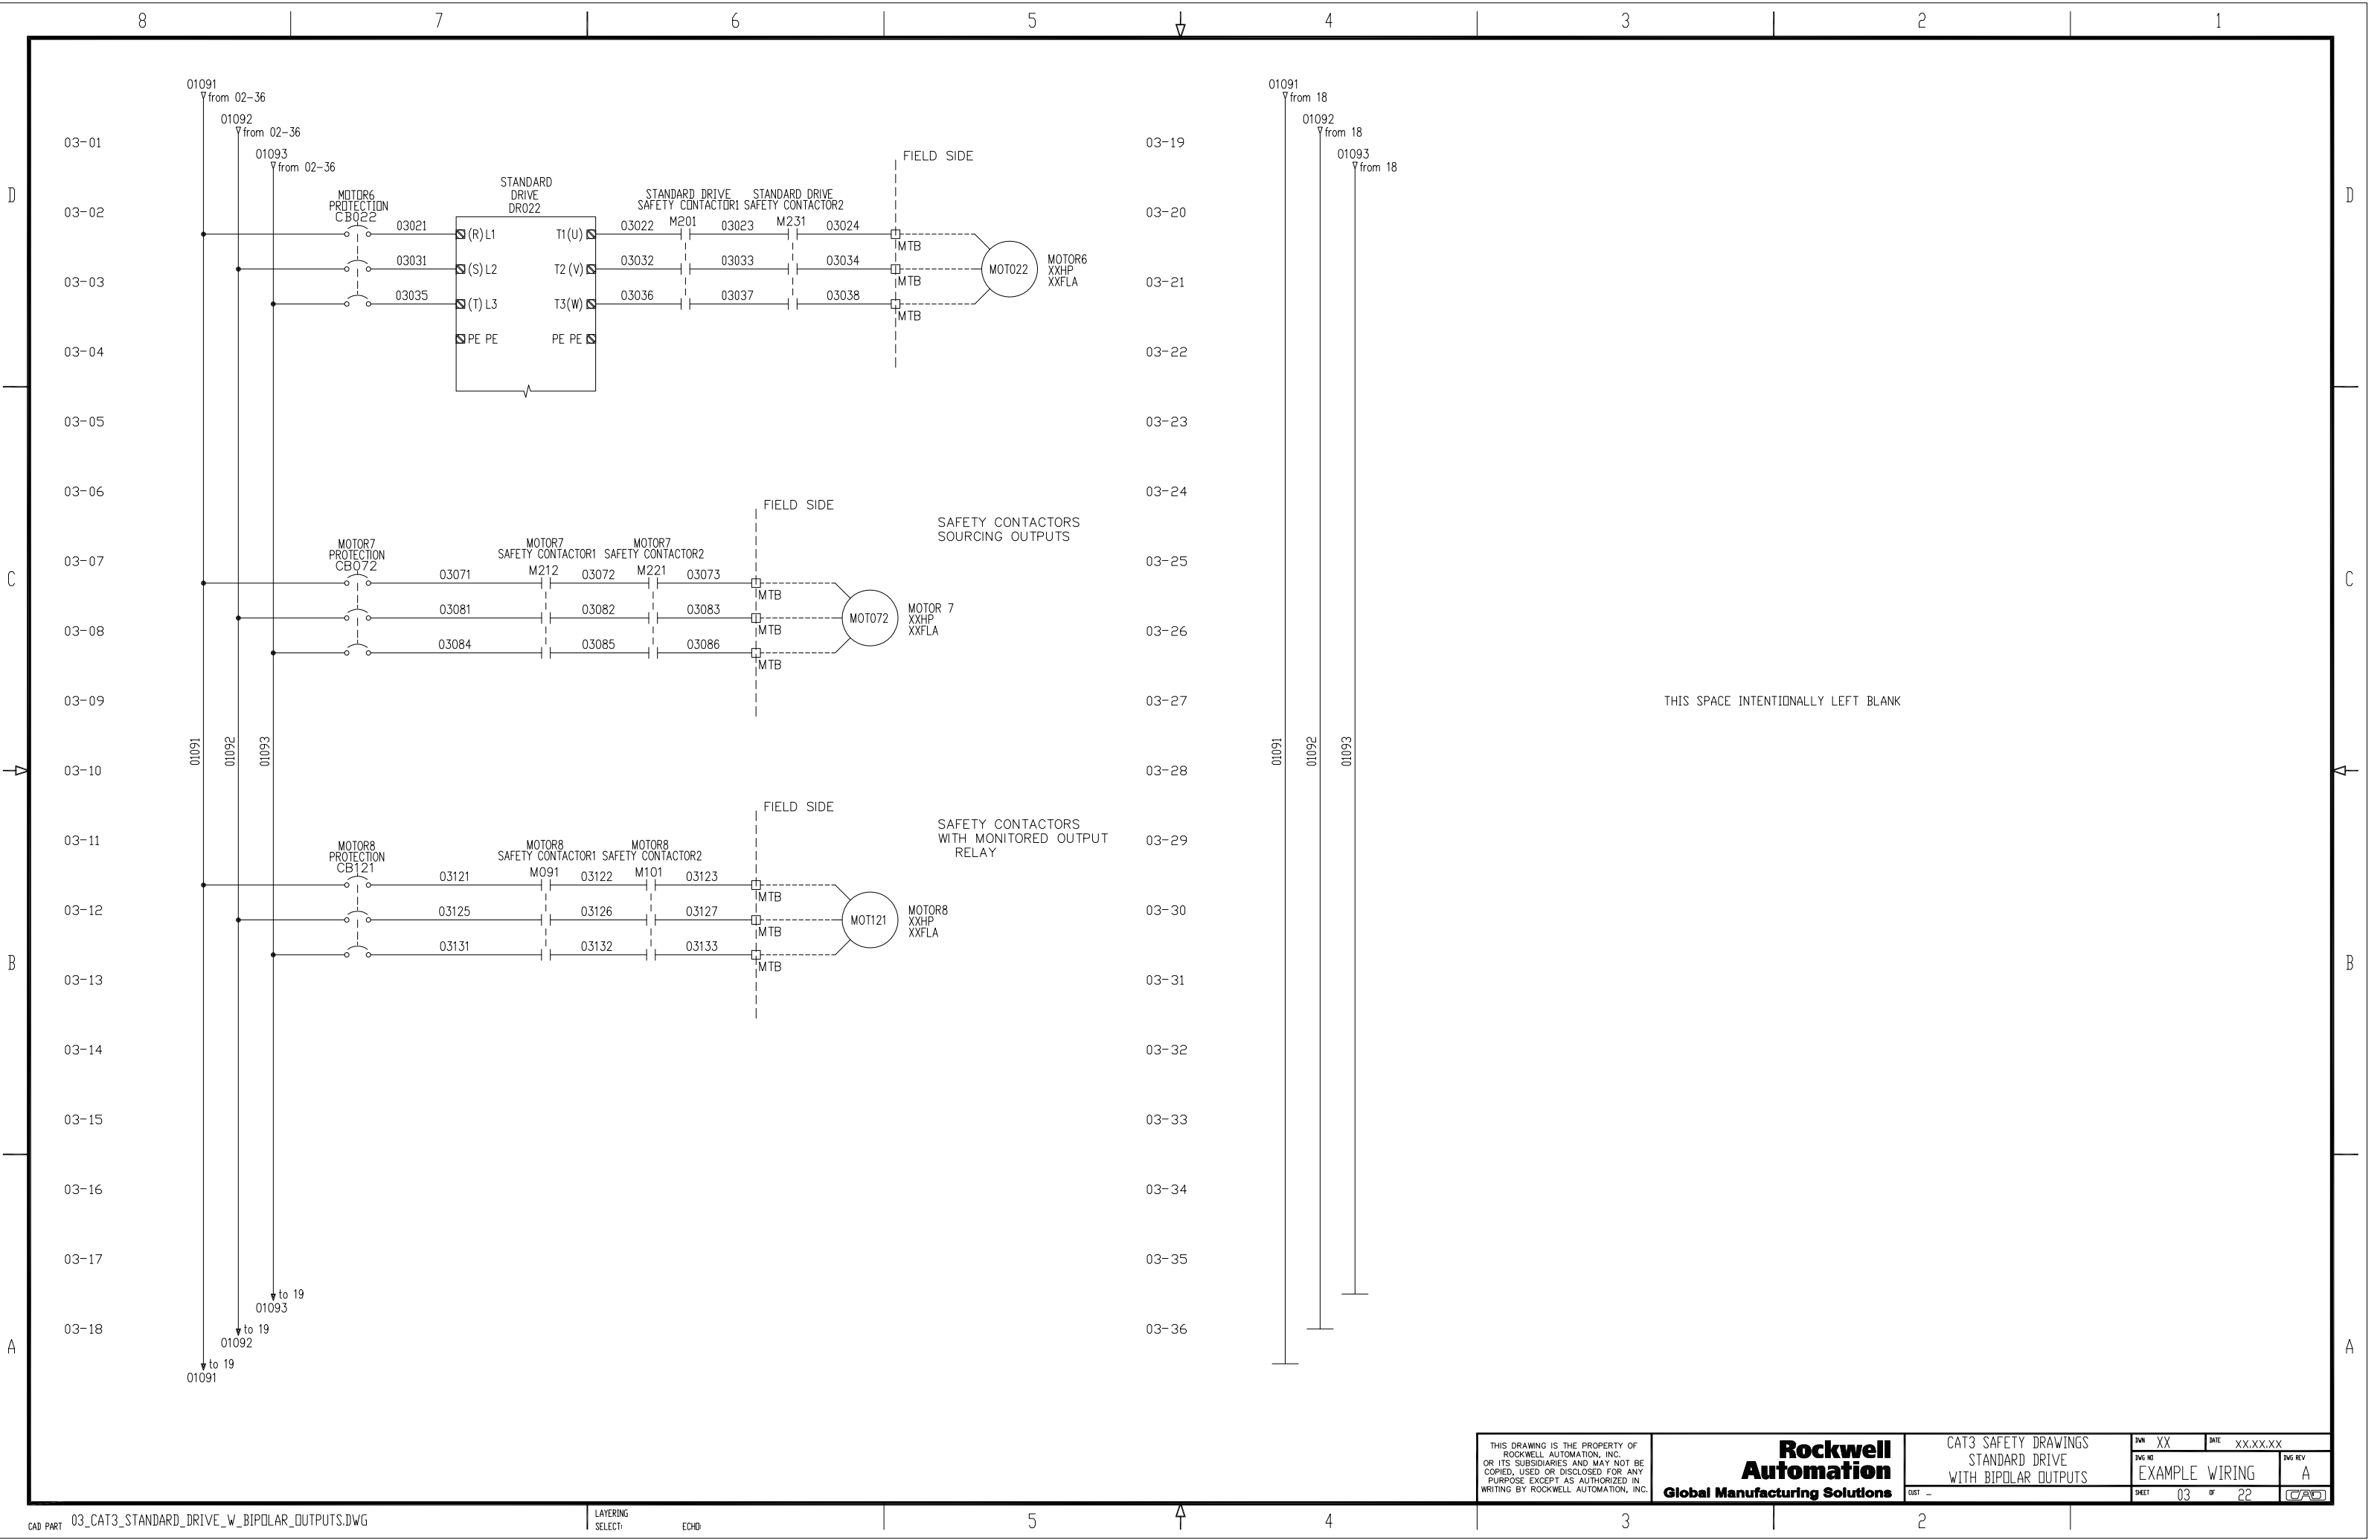 8 7 6 5 4 3 2 1
D
C
B
A
01091
from 02-36
01092
from 02-36
01093
from 02-36
03-01
03-02
03-03
03-04
03-05
03-06
03-07
03-08
03-09
03-10
03-11
03-12
03-13
03-14
03-15
03-16
03-17
03-18
MOTOR6
PROTECTION
CB022
STANDARD
DRIVE
DR022
STANDARD DRIVE STANDARD DRIVE
SAFETY CONTACTOR1 SAFETY CONTACTOR2
M201 M231
FIELD SIDE
03021 (R) L1 T1(U) 03022 03023 03024 MTB
03031 (S) L2 T2 (V) 03032 03033 03034 MTB
03035 (T) L3 T3(W) 03036 03037 03038 MTB
PE PE PE PE
MOT022
MOTOR6
XXHP
XXFLA
FIELD SIDE
SAFETY CONTACTORS
SOURCING OUTPUTS
MOTOR7
PROTECTION
CB072
MOTOR7 MOTOR7
SAFETY CONTACTOR1 SAFETY CONTACTOR2
M212 M221
03071 03072 03073 MTB
03081 03082 03083 MTB
03084 03085 03086 MTB
MOT072
MOTOR 7
XXHP
XXFLA
01091
01092
01093
FIELD SIDE
SAFETY CONTACTORS
WITH MONITORED OUTPUT
RELAY
MOTOR8
PROTECTION
CB121
MOTOR8 MOTOR8
SAFETY CONTACTOR1 SAFETY CONTACTOR2
M091 M101
03121 03122 03123 MTB
03125 03126 03127 MTB
03131 03132 03133 MTB
MOT121
MOTOR8
XXHP
XXFLA
to 19
01093
to 19
01092
to 19
01091
01091
from 18
01092
from 18
01093
from 18
03-19
03-20
03-21
03-22
03-23
03-24
03-25
03-26
03-27
03-28
03-29
03-30
03-31
03-32
03-33
03-34
03-35
03-36
01091
01092
01093
THIS SPACE INTENTIONALLY LEFT BLANK
D
C
B
A
THIS DRAWING IS THE PROPERTY OF
ROCKWELL AUTOMATION, INC.
OR ITS SUBSIDIARIES AND MAY NOT BE
COPIED, USED OR DISCLOSED FOR ANY
PURPOSE EXCEPT AS AUTHORIZED IN
WRITING BY ROCKWELL AUTOMATION, INC.
Rockwell
Automation
Global Manufacturing Solutions
CAT3 SAFETY DRAWINGS
STANDARD DRIVE
WITH BIPOLAR OUTPUTS
CUST -
DWN XX DATE XX.XX.XX
DWG NO
EXAMPLE WIRING
DWG REV
A
SHEET 03 OF 22
CAD
CAD PART 03_CAT3_STANDARD_DRIVE_W_BIPOLAR_OUTPUTS.DWG
LAYERING
SELECT: ECHO:
5 4 3 2